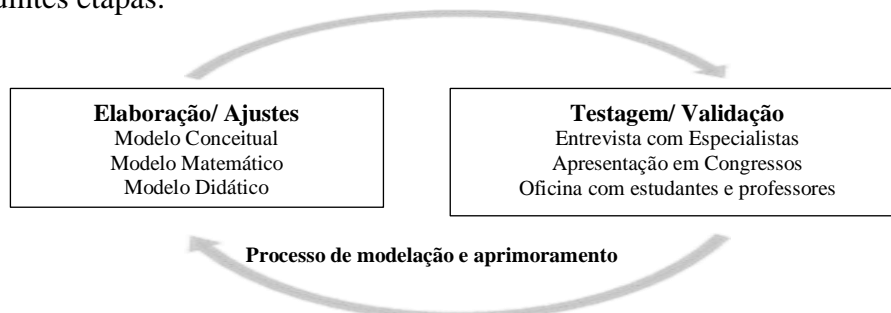 etapas:
Elaboração/ Ajustes
Modelo Conceitual
Modelo Matemático
Modelo Didático
Testagem/ Validação
Entrevista com Especialistas
Apresentação em Congressos
Oficina com estudantes e professores
Processo de modelação e aprimoramento